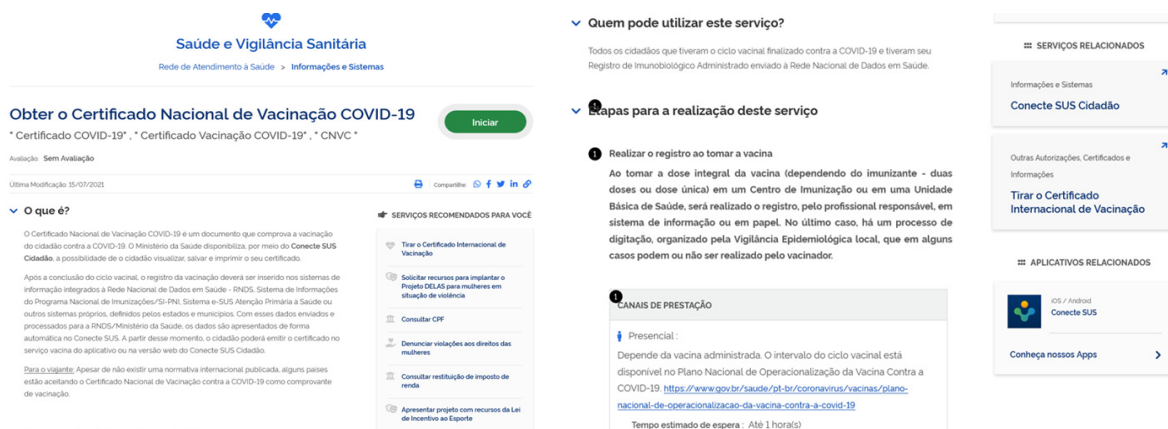 Saúde e Vigilância Sanitária
Rede de Atendimento à Saúde > Informações e Sistemas
Obter o Certificado Nacional de Vacinação COVID-19
" Certificado COVID-19" , " Certificado Vacinação COVID-19" , " CNVC "
Iniciar
Avaliação: Sem Avaliação
Última Modificação: 15/07/2021
Compartilhe:
O que é?
O Certificado Nacional de Vacinação COVID-19 é um documento que comprova a vacinação
do cidadão contra a COVID-19. O Ministério da Saúde disponibiliza, por meio do Conecte SUS
Cidadão, a possibilidade de o cidadão visualizar, salvar e imprimir o seu certificado.
Após a conclusão do ciclo vacinal, o registro da vacinação deverá ser inserido nos sistemas de
informação integrados à Rede Nacional de Dados em Saúde - RNDS, Sistema de Informações
do Programa Nacional de Imunizações/SI-PNI, Sistema e-SUS Atenção Primária à Saúde ou
outros sistemas próprios, definidos pelos estados e municípios. Com esses dados enviados e
processados para a RNDS/Ministério da Saúde, os dados são apresentados de forma
automática no Conecte SUS. A partir desse momento, o cidadão poderá emitir o certificado no
serviço vacina do aplicativo ou na versão web do Conecte SUS Cidadão.
Para o viajante: Apesar de não existir uma normativa internacional publicada, alguns países
estão aceitando o Certificado Nacional de Vacinação contra a COVID-19 como comprovante
de vacinação.
SERVIÇOS RECOMENDADOS PARA VOCÊ
Tirar o Certificado Internacional de
Vacinação
Solicitar recursos para implantar o
Projeto DELAS para mulheres em
situação de violência
Consultar CPF
Denunciar violações aos direitos das
mulheres
Consultar restituição de imposto de
renda
Apresentar projeto com recursos da Lei
de Incentivo ao Esporte
Quem pode utilizar este serviço?
Todos os cidadãos que tiveram o ciclo vacinal finalizado contra a COVID-19 e tiveram seu
Registro de Imunobiológico Administrado enviado à Rede Nacional de Dados em Saúde.
1
Etapas para a realização deste serviço
1 Realizar o registro ao tomar a vacina
Ao tomar a dose integral da vacina (dependendo do imunizante - duas
doses ou dose única) em um Centro de Imunização ou em uma Unidade
Básica de Saúde, será realizado o registro, pelo profissional responsável, em
sistema de informação ou em papel. No último caso, há um processo de
digitação, organizado pela Vigilância Epidemiológica local, que em alguns
casos podem ou não ser realizado pelo vacinador.
1
CANAIS DE PRESTAÇÃO
Presencial :
Depende da vacina administrada. O intervalo do ciclo vacinal está
disponível no Plano Nacional de Operacionalização da Vacina Contra a
COVID-19. https://www.gov.br/saude/pt-br/coronavirus/vacinas/plano-
nacional-de-operacionalizacao-da-vacina-contra-a-covid-19
Tempo estimado de espera : Até 1 hora(s)
SERVIÇOS RELACIONADOS
Informações e Sistemas
Conecte SUS Cidadão
Outras Autorizações, Certificados e
Informações
Tirar o Certificado
Internacional de Vacinação
APLICATIVOS RELACIONADOS
iOS / Android
Conecte SUS
Conheça nossos Apps